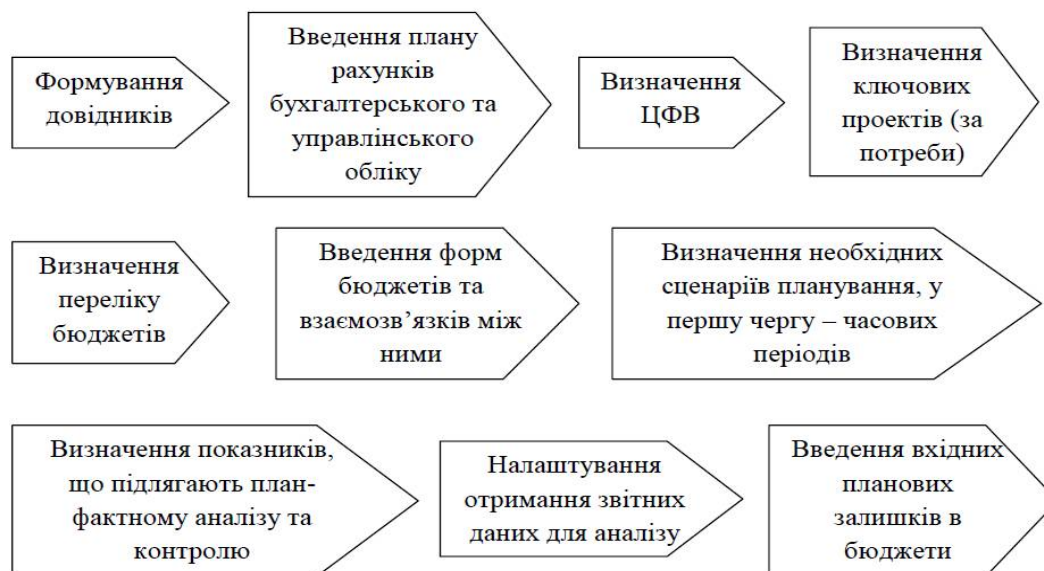 Формування
довідників
Введення плану
рахунків
бухгалтерського та
управлінського
обліку
Визначення
ЦФВ
Визначення
ключових
проектів (за
потреби)
Визначення
переліку
бюджетів
Введення форм
бюджетів та
взаємозв’язків між
ними
Визначення необхідних
сценаріїв планування, у
першу чергу – часових
періодів
Визначення показників,
що підлягають план-
фактному аналізу та
контролю
Налаштування
отримання звітних
даних для аналізу
Введення вхідних
планових
залишків в
бюджети